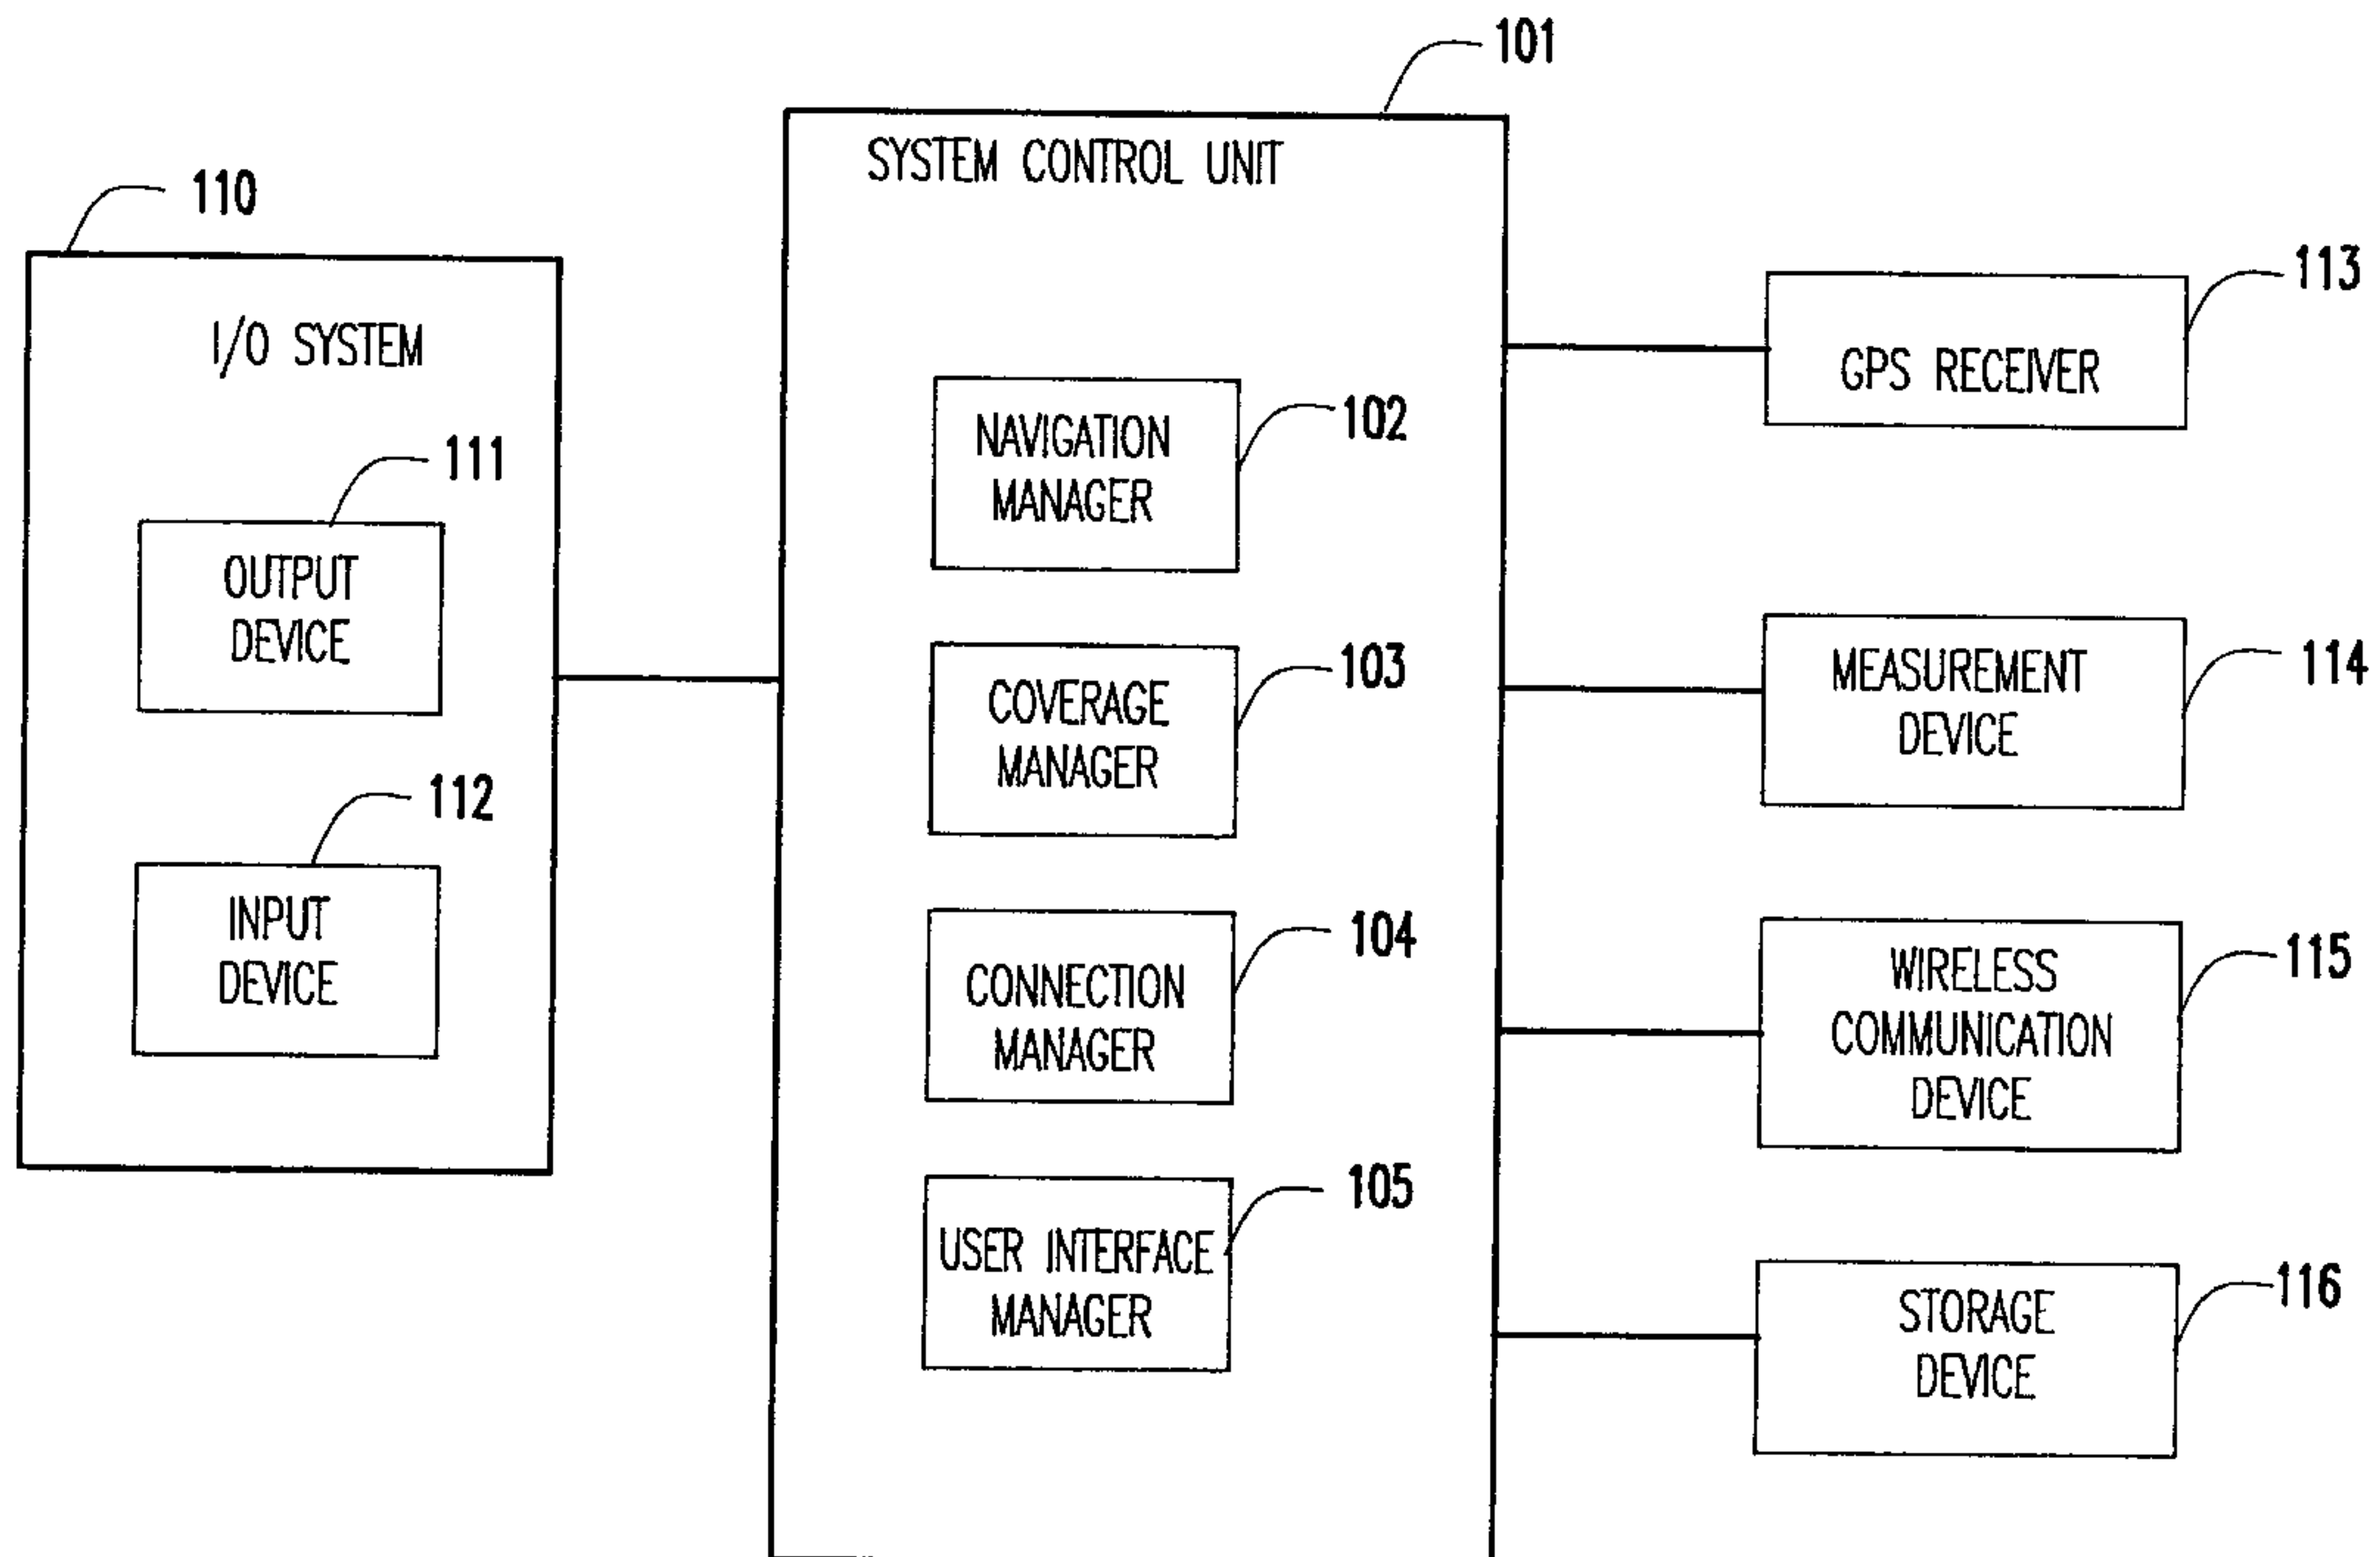 101
SYSTEM CONTROL UNIT
110
I/O SYSTEM
111
OUTPUT
DEVICE
112
INPUT
DEVICE
NAVIGATION
MANAGER
102
COVERAGE
MANAGER
103
CONNECTION
MANAGER
104
USER INTERFACE
MANAGER
105
113
GPS RECEIVER
MEASUREMENT
DEVICE
114
WIRELESS
COMMUNICATION
DEVICE
115
STORAGE
DEVICE
116